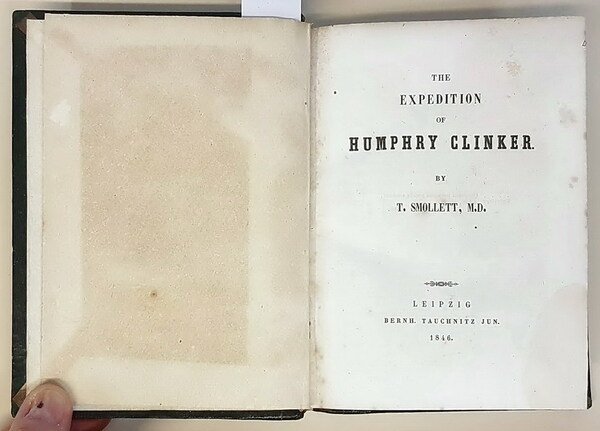 THE
EXPEDITION
OF
HUMPHRY CLINKER.
BY
T. SMOLLETT, M.D.
LEIPZIG
BERNH. TAUCHNITZ JUN.
1846.